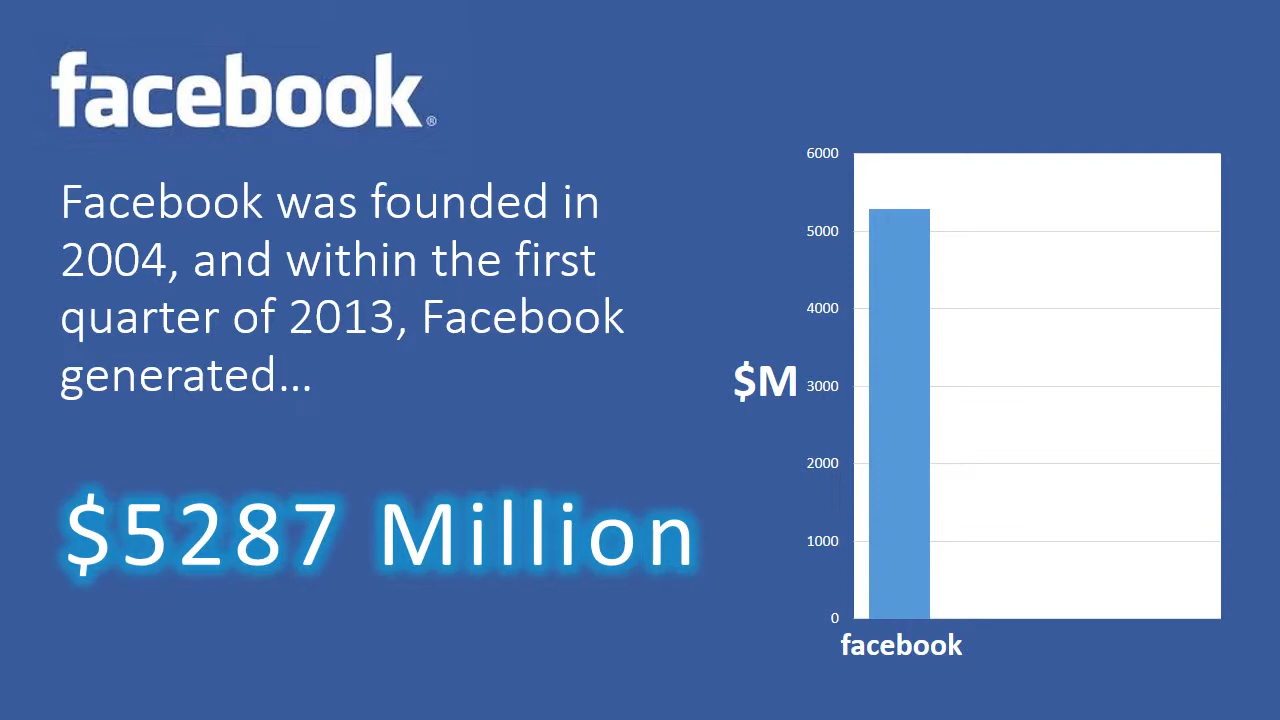 facebook®
Facebook was founded in
2004, and within the first
quarter of 2013, Facebook
generated...
$5287 Million
$M
6000
5000
4000
3000
2000
1000
0
facebook